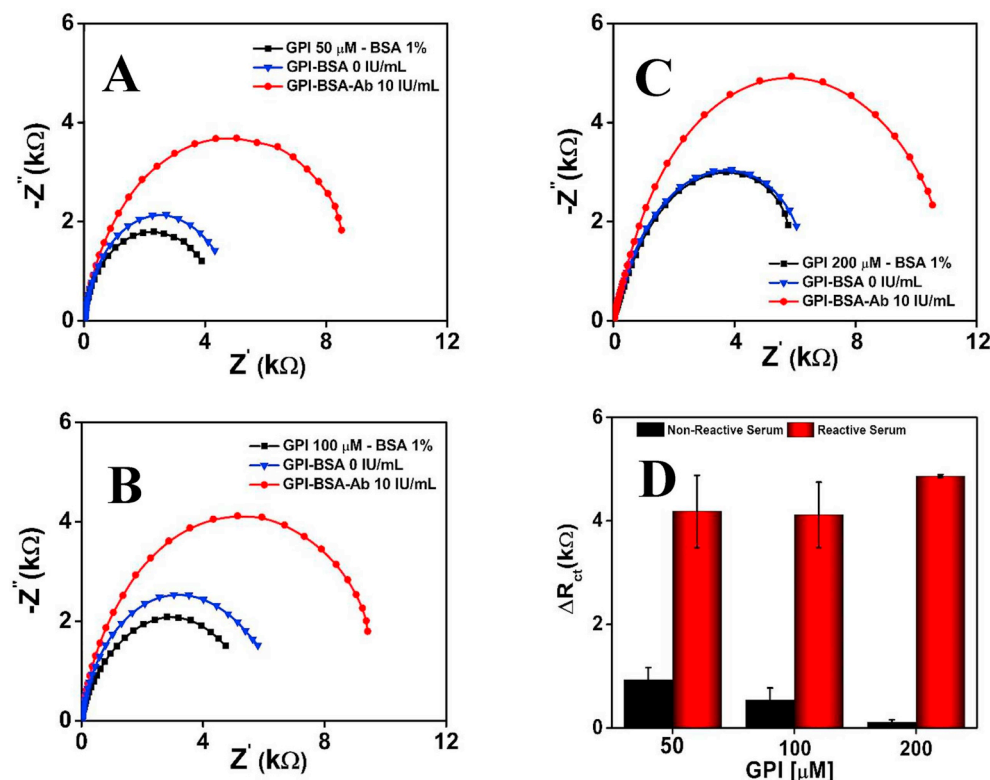 A
GPI 50 μM - BSA 1%
GPI-BSA 0 IU/mL
GPI-BSA-Ab 10 IU/mL
-Z" (kΩ)
6
4
2
0
0 4 8 12
Z' (kΩ)
B
GPI 100 μM - BSA 1%
GPI-BSA 0 IU/mL
GPI-BSA-Ab 10 IU/mL
-Z" (kΩ)
6
4
2
0
0 4 8 12
Z' (kΩ)
C
GPI 200 μM - BSA 1%
GPI-BSA 0 IU/mL
GPI-BSA-Ab 10 IU/mL
-Z" (kΩ)
6
4
2
0
0 4 8 12
Z' (kΩ)
Non-Reactive Serum Reactive Serum
D
ΔRct(kΩ)
6
4
2
0
50 100 200
GPI [μM]